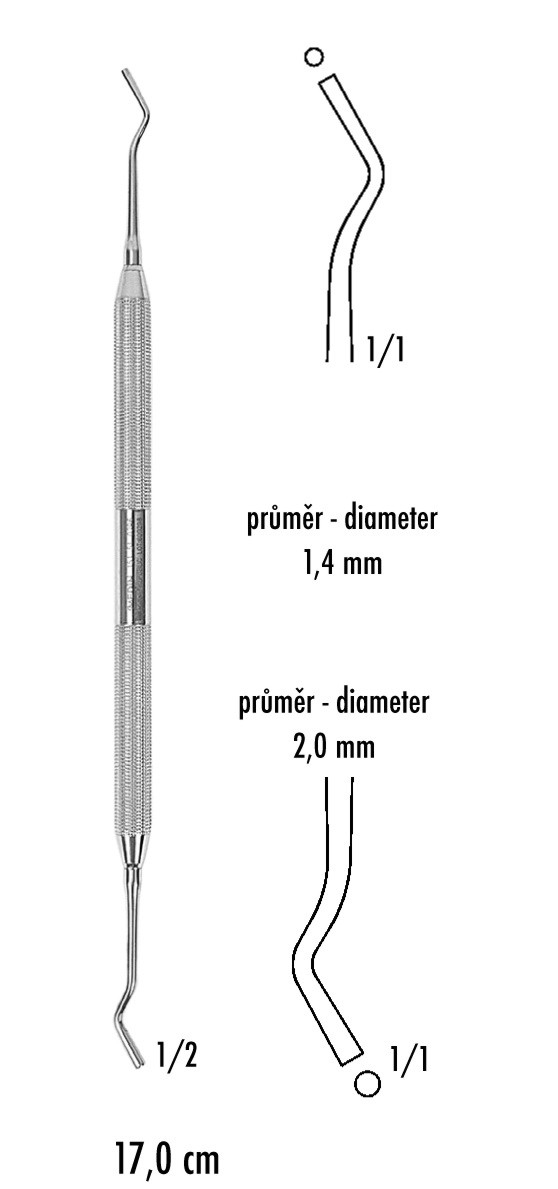 1/1
průměr - diameter
1,4 mm
průměr - diameter
2,0 mm
1/2
1/1
17,0 cm